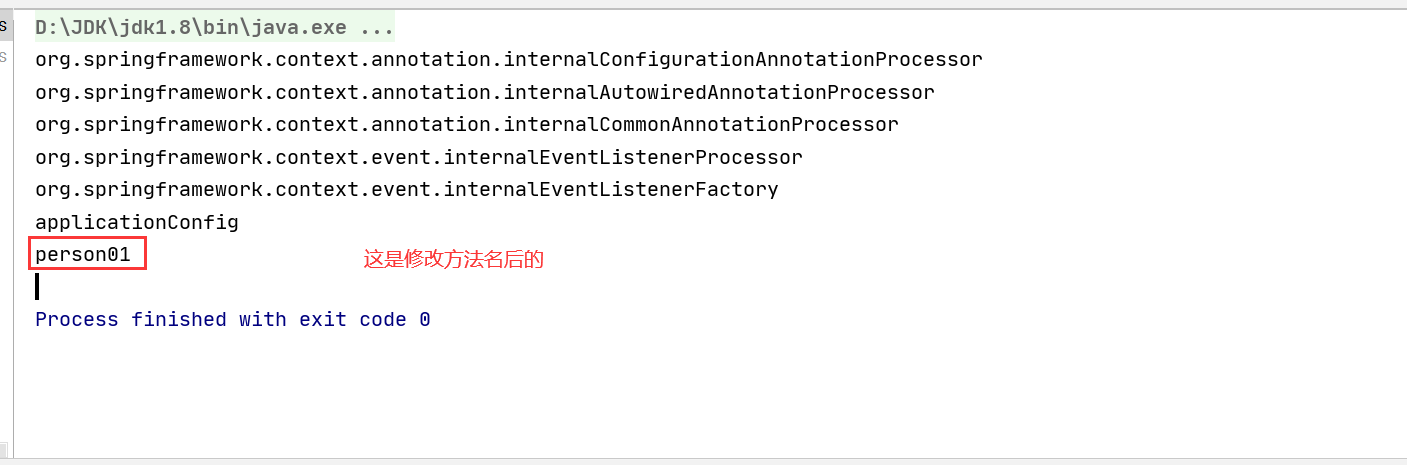 S
D:\JDK\jdk1.8\bin\java.exe ...
S
org.springframework.context.annotation.internalConfigurationAnnotationProcessor
org.springframework.context.annotation.internalAutowiredAnnotationProcessor
org.springframework.context.annotation.internalCommonAnnotationProcessor
org.springframework.context.event.internalEventListenerProcessor
org.springframework.context.event.internalEventListenerFactory
applicationConfig
person01
这是修改方法名后的
Process finished with exit code 0